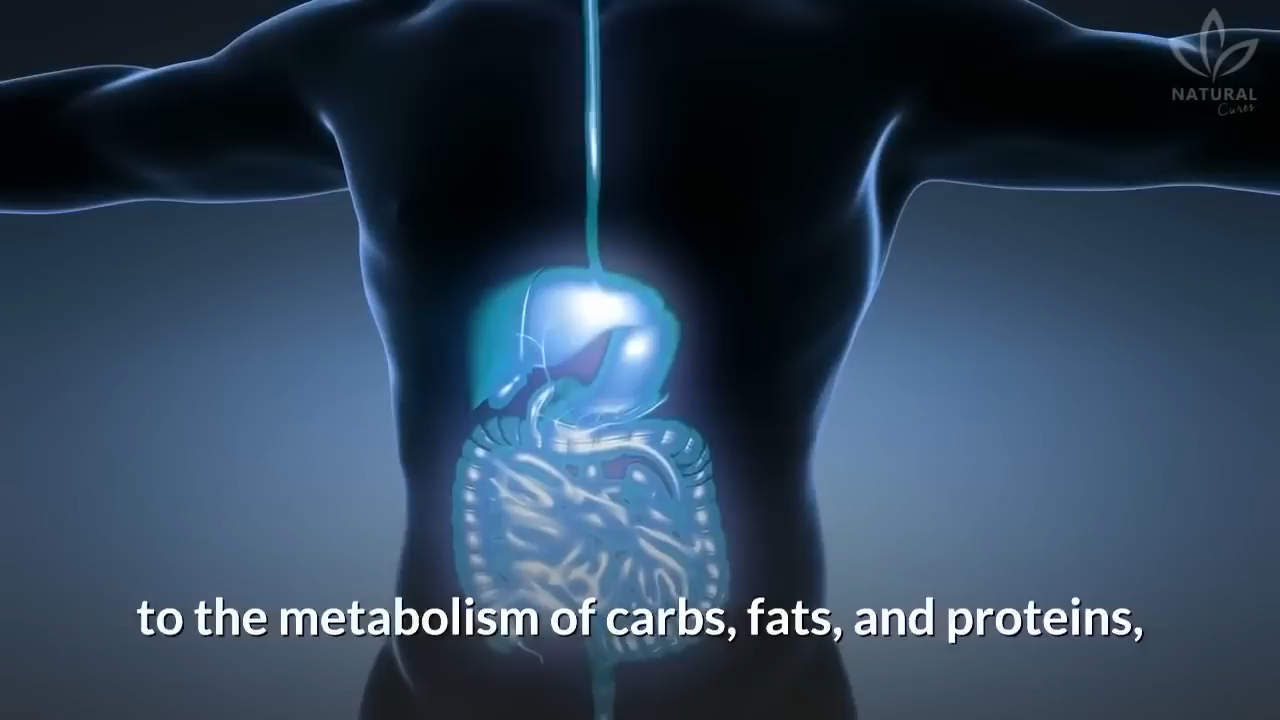 NATURAL
Cures
to the metabolism of carbs, fats, and proteins,